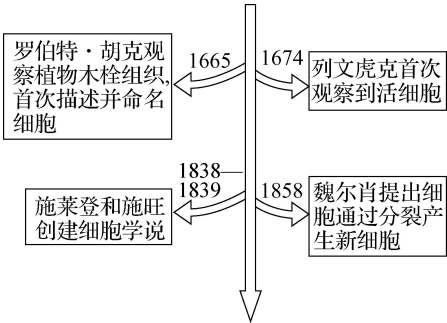 罗伯特·胡克观
察植物木栓组织,
首次描述并命名
细胞
1665
1674
列文虎克首次
观察到活细胞
1838—
1839
施莱登和施旺
创建细胞学说
1858
魏尔肖提出细
胞通过分裂产
生新细胞